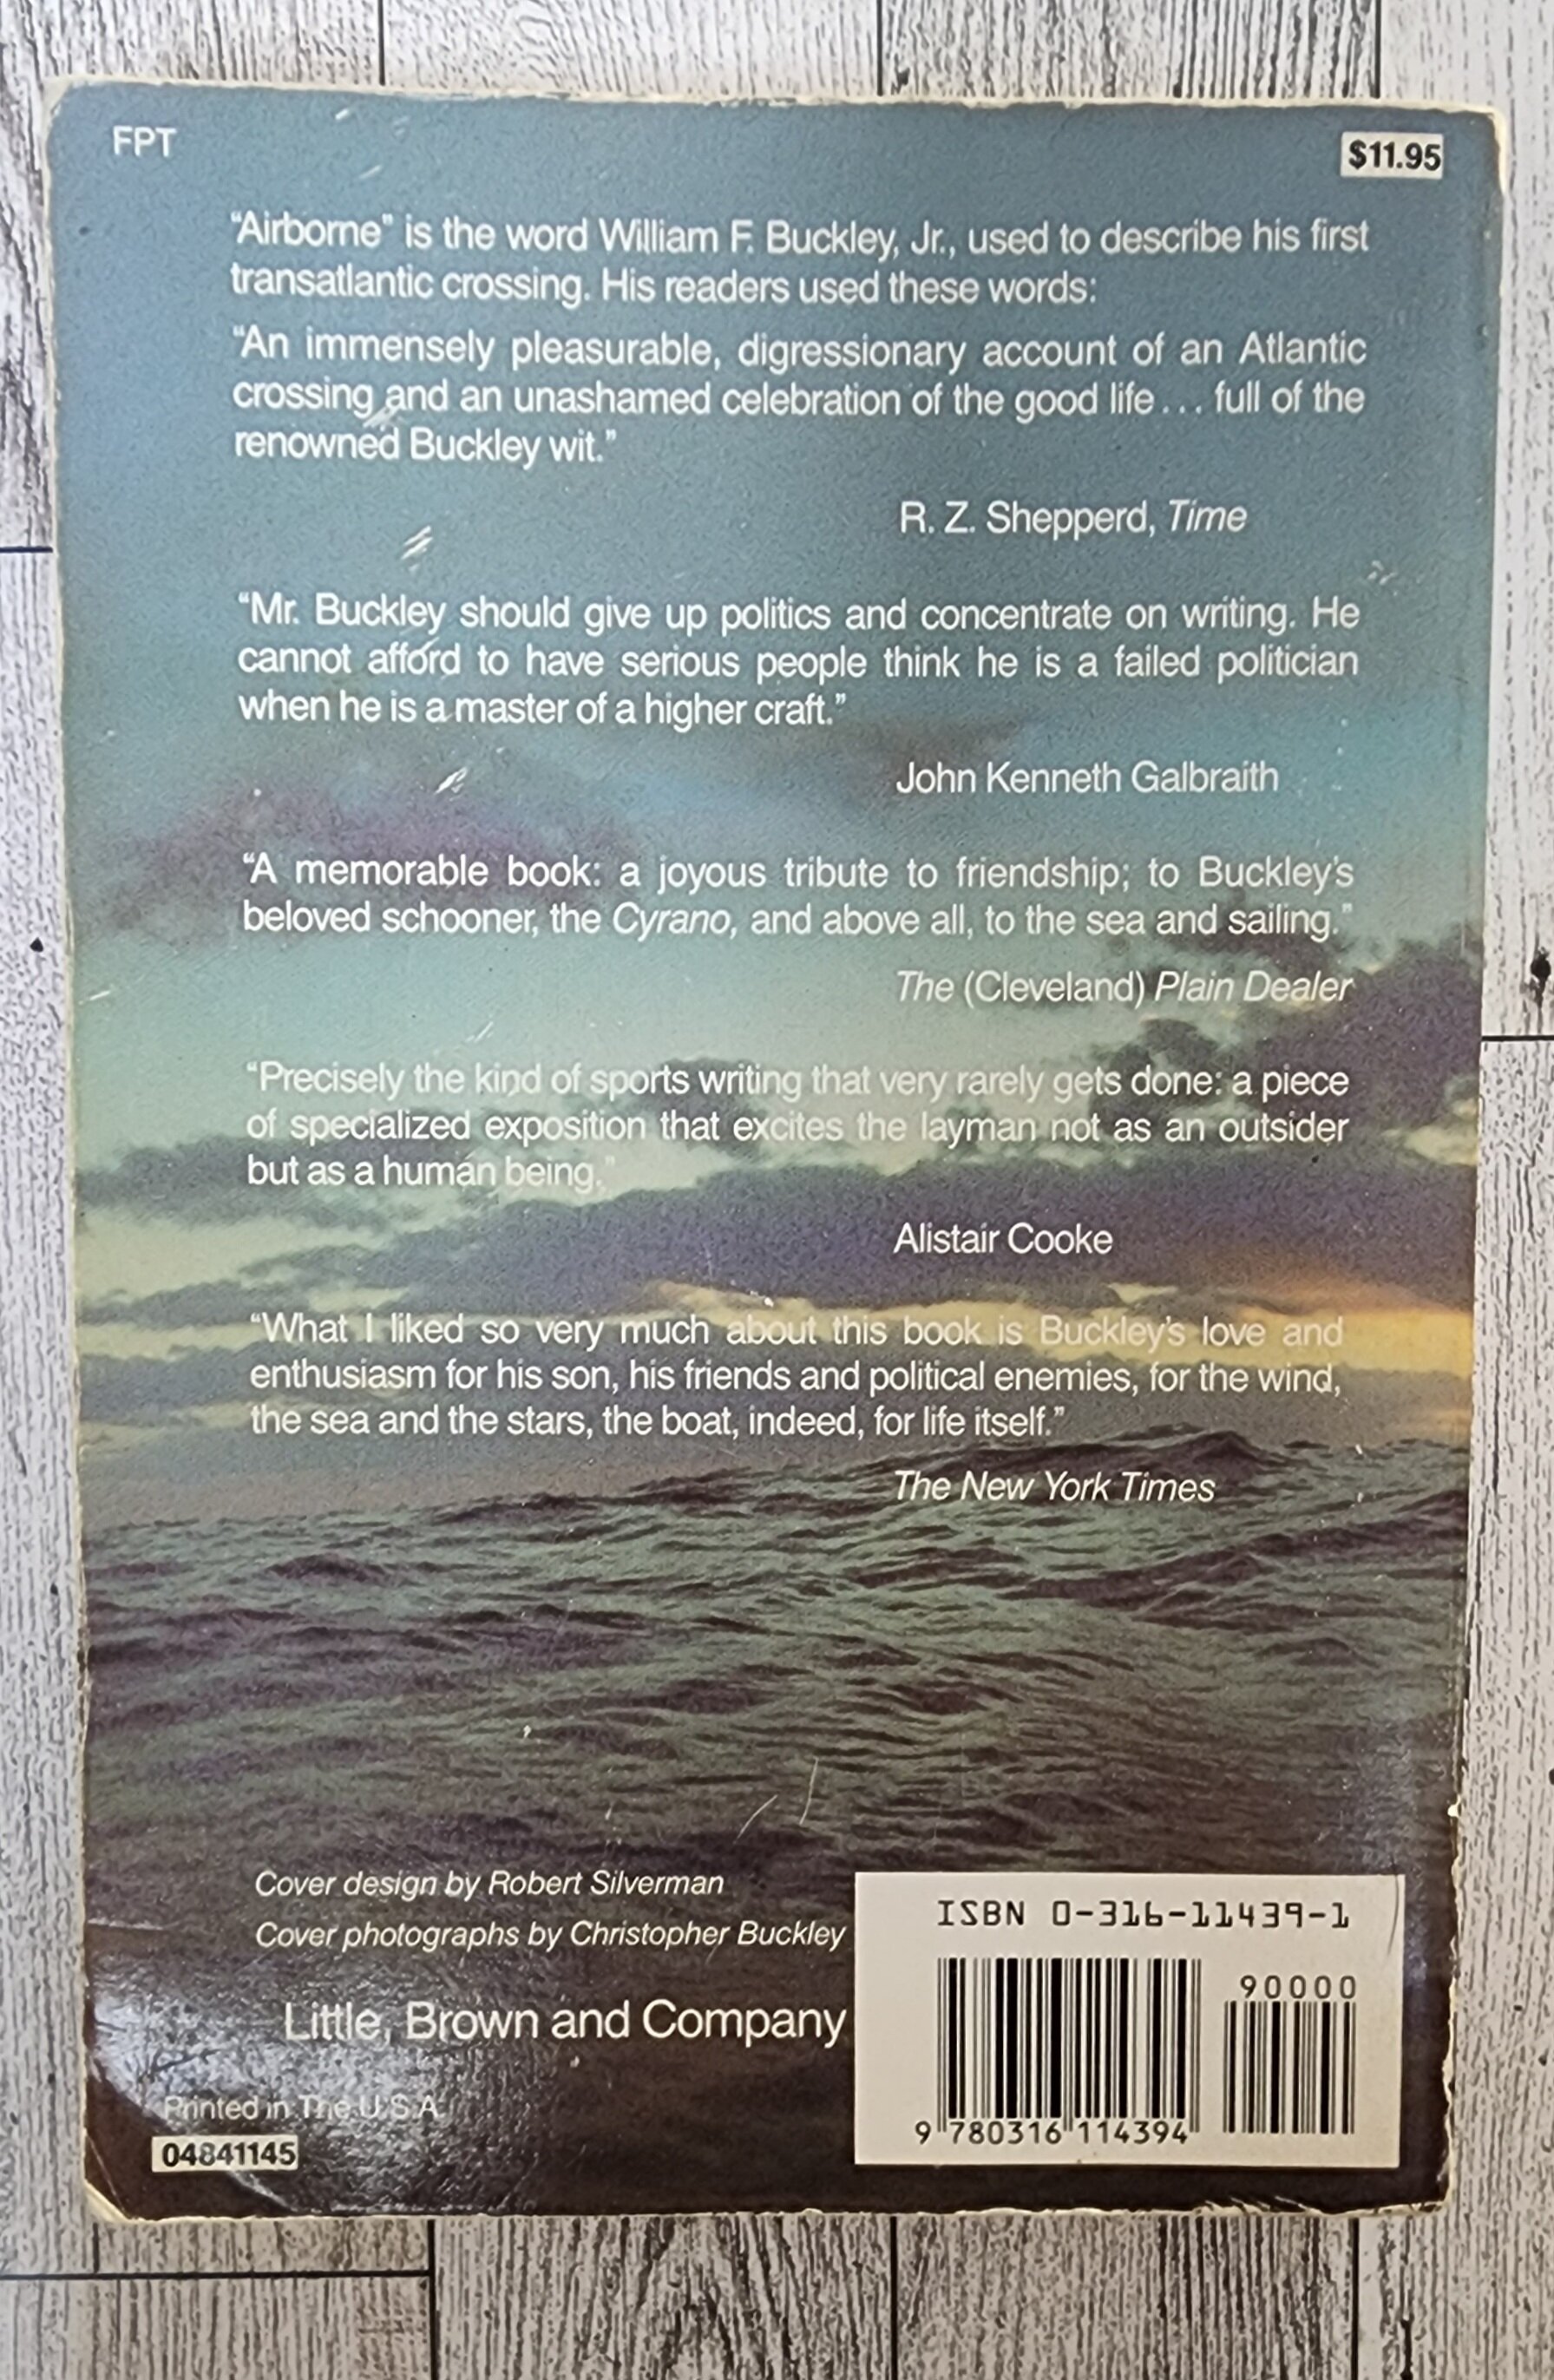 FPT
$11.95
“Airborne” is the word William F. Buckley, Jr., used to describe his first
transatlantic crossing. His readers used these words:
“An immensely pleasurable, digressionary account of an Atlantic
crossing and an unashamed celebration of the good life... full of the
renowned Buckley wit.”
R. Z. Shepperd, Time
“Mr. Buckley should give up politics and concentrate on writing. He
cannot afford to have serious people think he is a failed politician
when he is a master of a higher craft.”
John Kenneth Galbraith
“A memorable book: a joyous tribute to friendship; to Buckley’s
beloved schooner, the Cyrano, and above all, to the sea and sailing.”
The (Cleveland) Plain Dealer
“Precisely the kind of sports writing that very rarely gets done: a piece
of specialized exposition that excites the layman not as an outsider
but as a human being.”
Alistair Cooke
“What I liked so very much about this book is Buckley’s love and
enthusiasm for his son, his friends and political enemies, for the wind,
the sea and the stars, the boat, indeed, for life itself.”
The New York Times
Cover design by Robert Silverman
Cover photographs by Christopher Buckley
Little, Brown and Company
Printed in The U.S.A.
04841145
ISBN 0-316-11439-1
90000
9 780316 114394